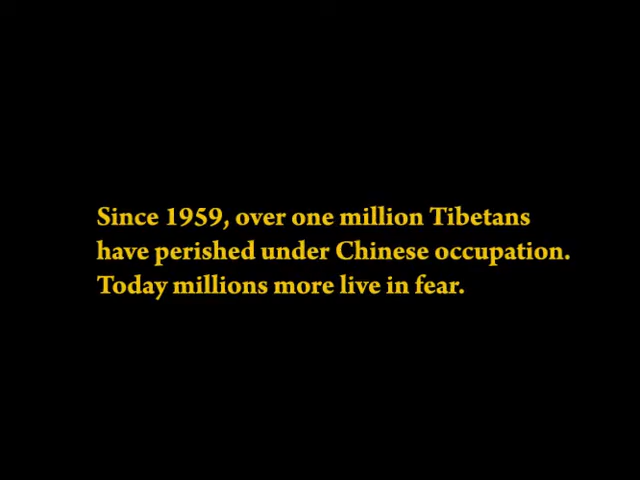 Since 1959, over one million Tibetans
have perished under Chinese occupation.
Today millions more live in fear.